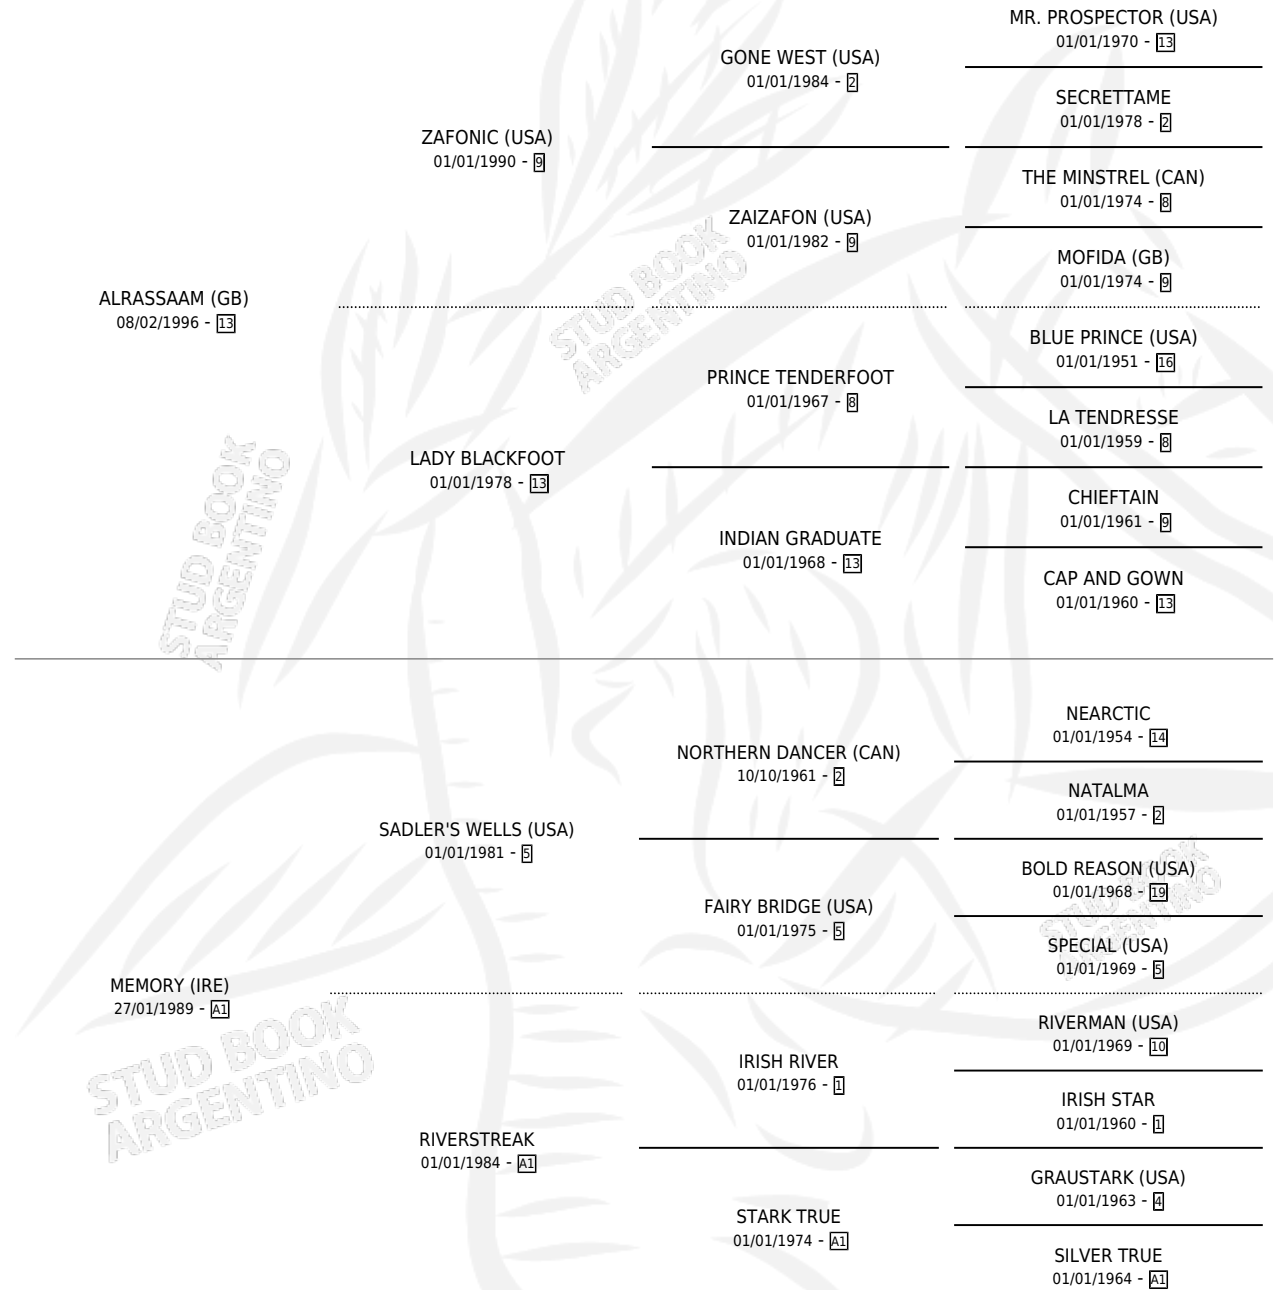 MR. PROSPECTOR (USA)
01/01/1970 - 13
GONE WEST (USA)
01/01/1984 - 2
SECRETTAME
01/01/1978 - 2
ZAFONIC (USA)
01/01/1990 - 9
THE MINSTREL (CAN)
01/01/1974 - 8
ZAIZAFON (USA)
01/01/1982 - 9
MOFIDA (GB)
01/01/1974 - 9
ALRASSAAM (GB)
08/02/1996 - 13
STUD BOOK
ARGENTINO
BLUE PRINCE (USA)
01/01/1951 - 16
PRINCE TENDERFOOT
01/01/1967 - 8
LA TENDRESSE
01/01/1959 - 8
LADY BLACKFOOT
01/01/1978 - 13
CHIEFTAIN
01/01/1961 - 9
INDIAN GRADUATE
01/01/1968 - 13
CAP AND GOWN
01/01/1960 - 13
STUD BOOK
ARGENTINO
NEARCTIC
01/01/1954 - 14
NORTHERN DANCER (CAN)
10/10/1961 - 2
NATALMA
01/01/1957 - 2
SADLER'S WELLS (USA)
01/01/1981 - 5
BOLD REASON (USA)
01/01/1968 - 19
FAIRY BRIDGE (USA)
01/01/1975 - 5
STUD BOOK
ARGENTINO
SPECIAL (USA)
01/01/1969 - 5
MEMORY (IRE)
27/01/1989 - A1
STUD BOOK
ARGENTINO
RIVERMAN (USA)
01/01/1969 - 10
IRISH RIVER
01/01/1976 - 1
IRISH STAR
01/01/1960 - 1
RIVERSTREAK
01/01/1984 - A1
GRAUSTARK (USA)
01/01/1963 - 4
STARK TRUE
01/01/1974 - A1
SILVER TRUE
01/01/1964 - A1